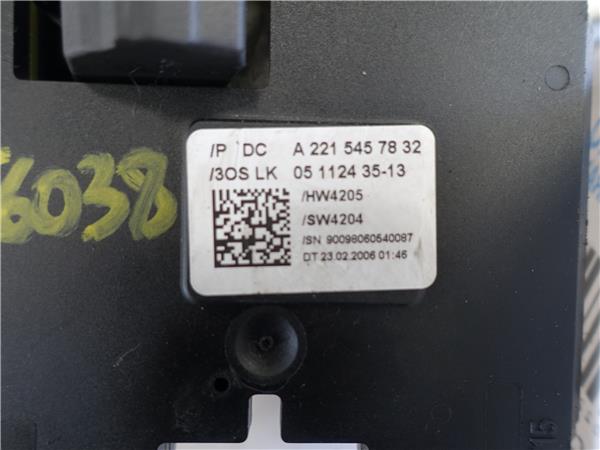 /P DC A 221 545 78 32
/3OS LK 05 1124 35-13
/HW4205
/SW4204
/SN 90098060540087
DT 23.02.2006 01:46
6038